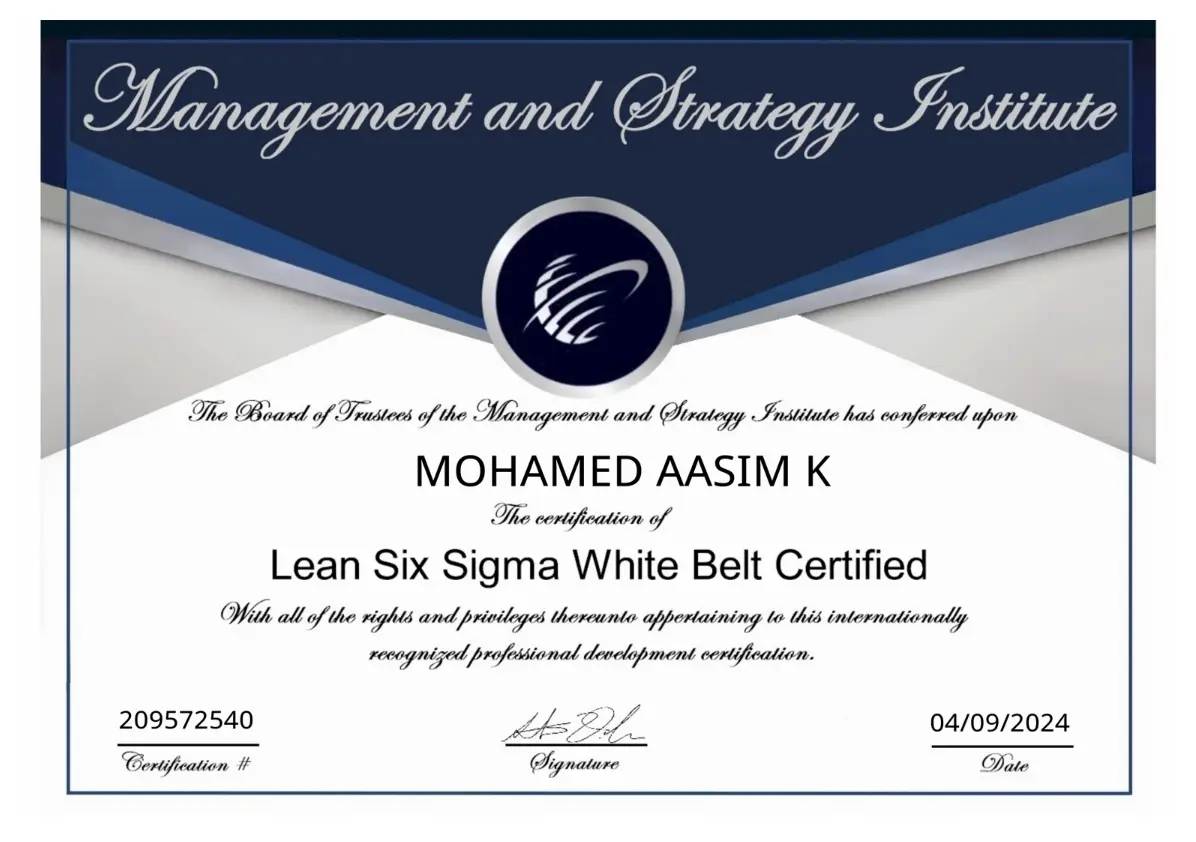 Management and Strategy Institute
The Board of Trustees of the Management and Strategy Institute has conferred upon
MOHAMED AASIM K
The certification of
Lean Six Sigma White Belt Certified
With all of the rights and privileges thereunto appertaining to this internationally
recognized professional development certification.
209572540
Certification #
Signature
04/09/2024
Date